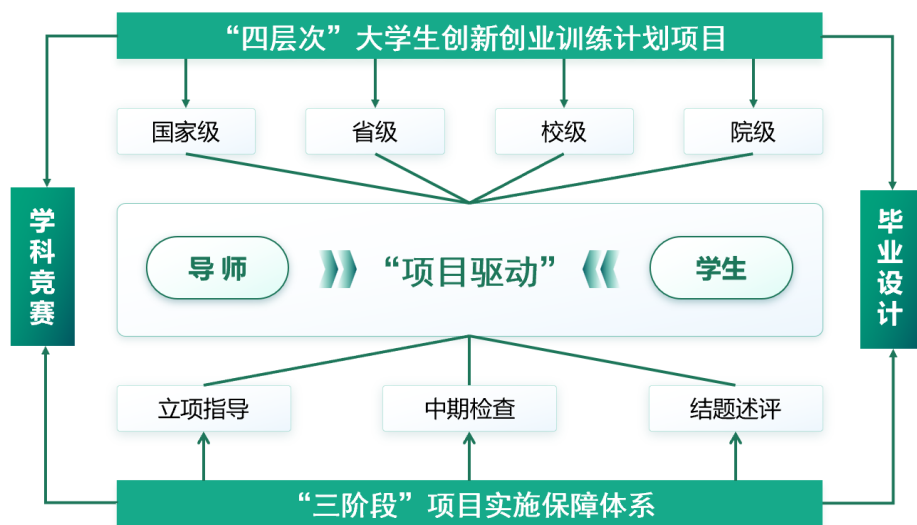 “四层次”大学生创新创业训练计划项目
国家级
省级
校级
院级
学科竞赛
导师
“项目驱动”
学生
毕业设计
立项指导
中期检查
结题述评
“三阶段”项目实施保障体系